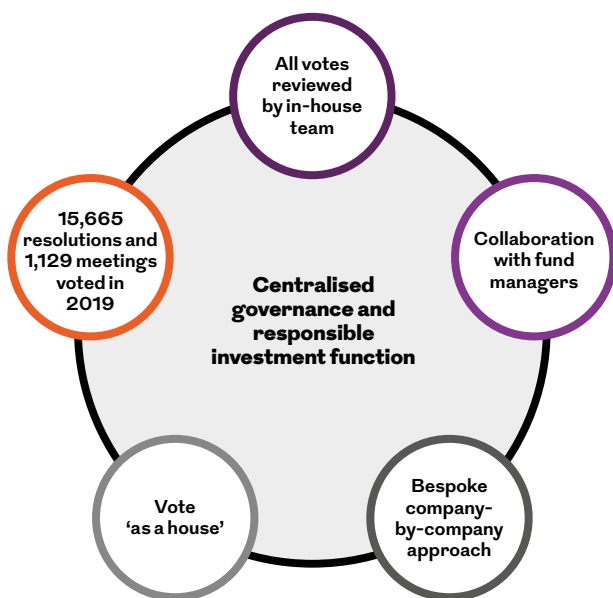 All votes
reviewed
by in-house
team
15,665
resolutions and
1,129 meetings
voted in
2019
Collaboration
with fund
managers
Centralised
governance and
responsible
investment function
Vote
‘as a house’
Bespoke
company-
by-company
approach